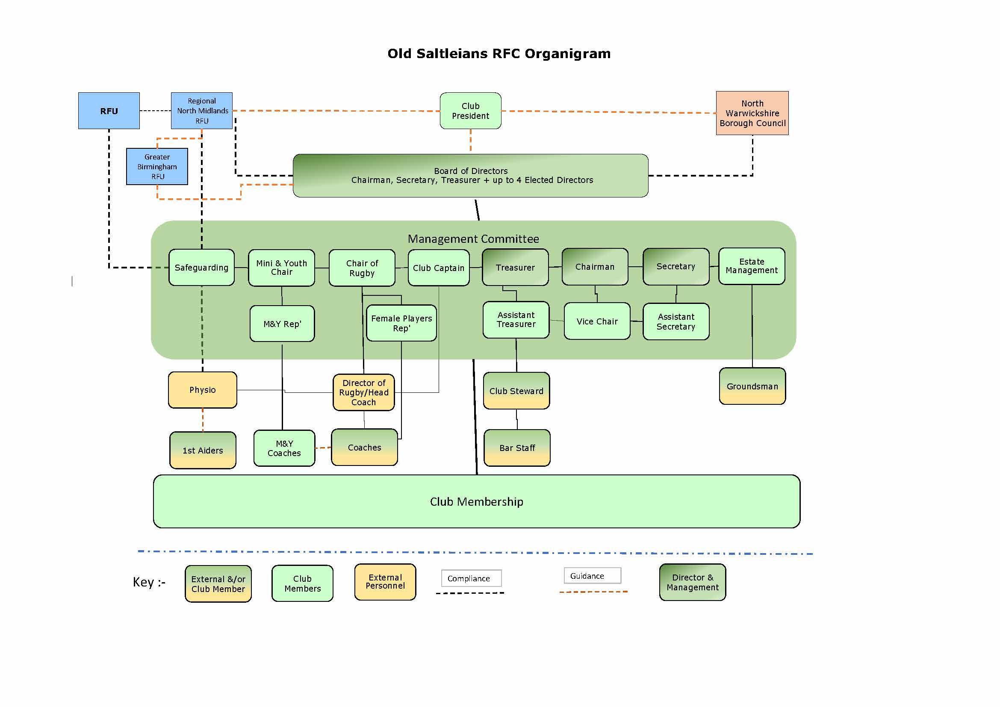 Old Saltleians RFC Organigram
RFU
Regional
North Midlands
RFU
Club
President
North
Warwickshire
Borough Council
Greater
Birmingham
RFU
Board of Directors
Chairman, Secretary, Treasurer + up to 4 Elected Directors
Management Committee
Safeguarding
Mini & Youth
Chair
Chair of
Rugby
Club Captain
Treasurer
Chairman
Secretary
Estate
Management
M&Y Rep'
Female Players
Rep'
Assistant
Treasurer
Vice Chair
Assistant
Secretary
Physio
Director of
Rugby/Head
Coach
Club Steward
Groundsman
1st Aiders
M&Y
Coaches
Coaches
Bar Staff
Club Membership
Key :-
External &/or
Club Member
Club
Members
External
Personnel
Compliance
Guidance
Director &
Management